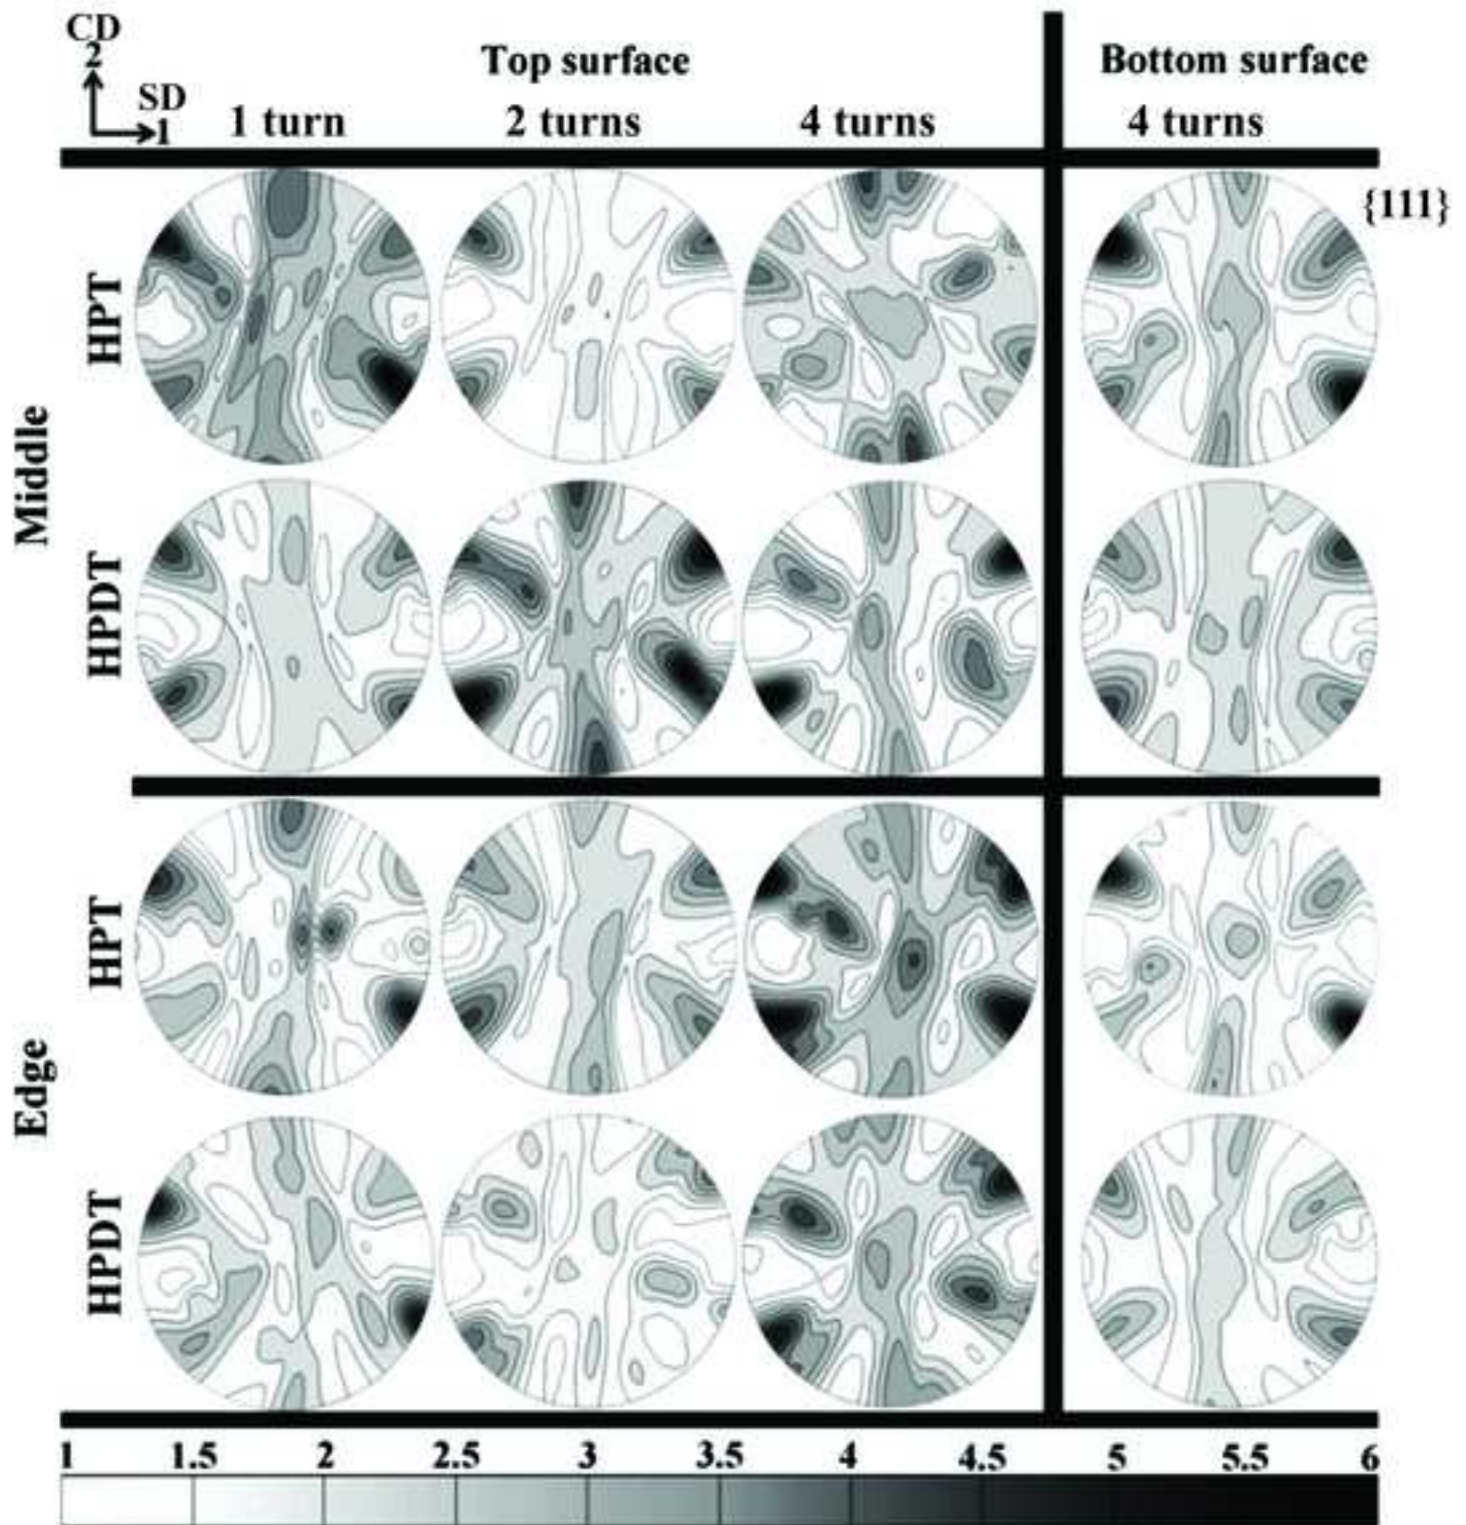 CD
2
SD
1
Top surface
Bottom surface
1 turn
2 turns
4 turns
4 turns
{111}
Middle
HPT
HPDT
Edge
HPT
HPDT
1 1.5 2 2.5 3 3.5 4 4.5 5 5.5 6